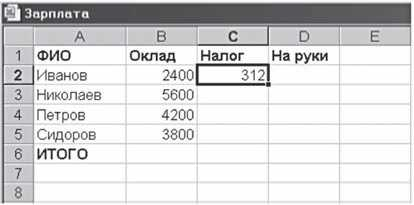 Зарплата
A B C D E
1 ФИО Оклад Налог На руки
2 Иванов 2400 312
3 Николаев 5600
4 Петров 4200
5 Сидоров 3800
6 ИТОГО
7
8